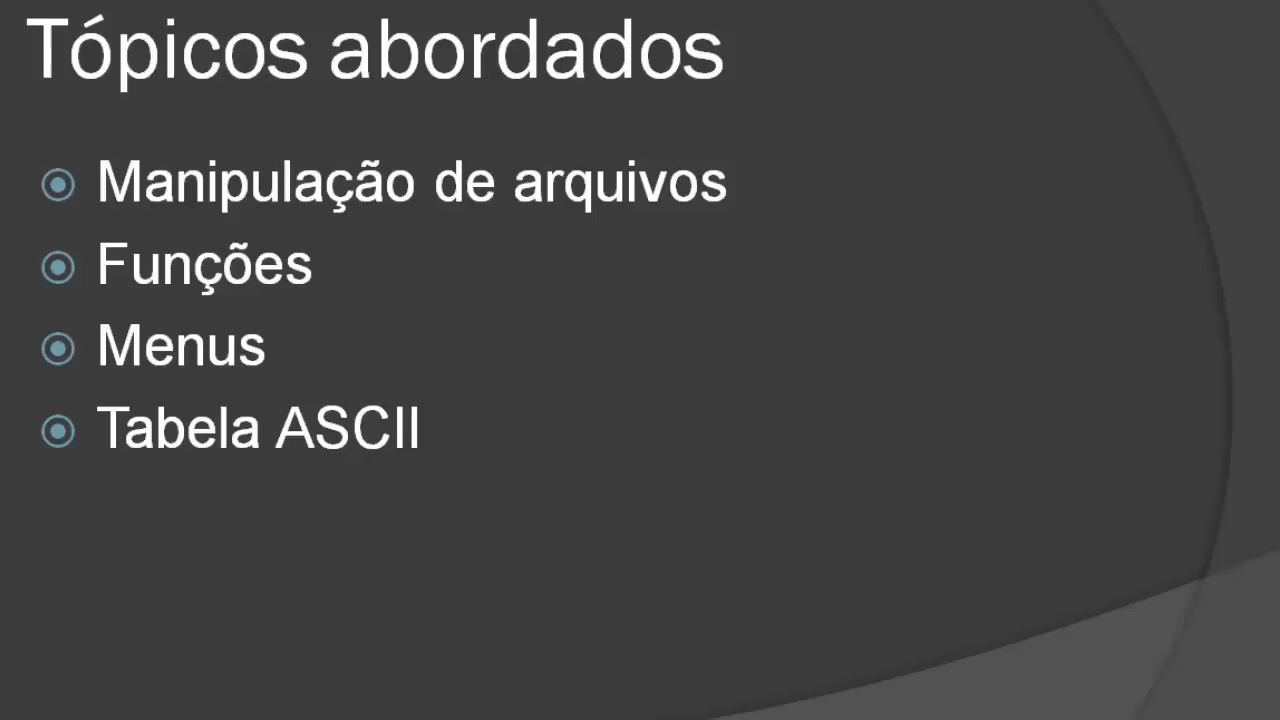 Tópicos abordados
Manipulação de arquivos
Funções
Menus
Tabela ASCII